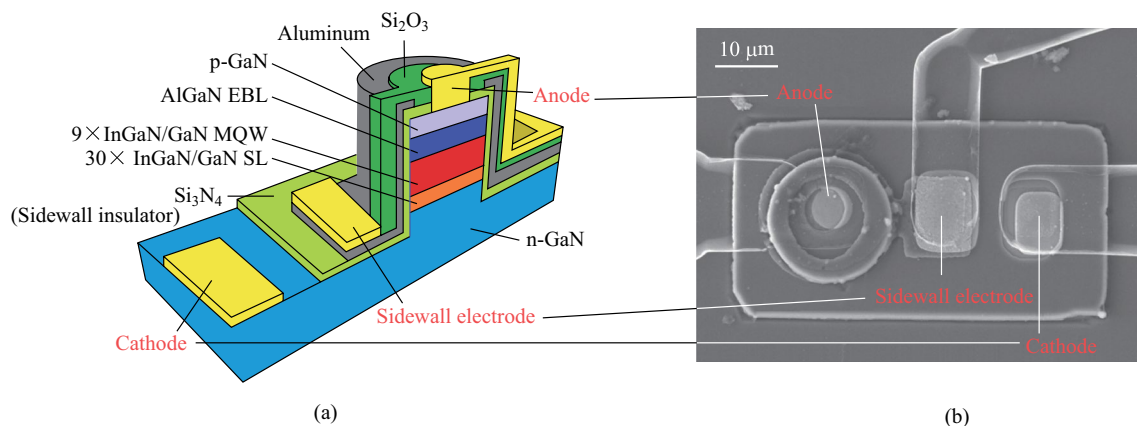 Si₂O₃
Aluminum
p-GaN
AlGaN EBL
9×InGaN/GaN MQW
30× InGaN/GaN SL
Si₃N₄
(Sidewall insulator)
Anode
n-GaN
Sidewall electrode
Cathode
(a)
10 μm
Anode
Sidewall electrode
Cathode
(b)